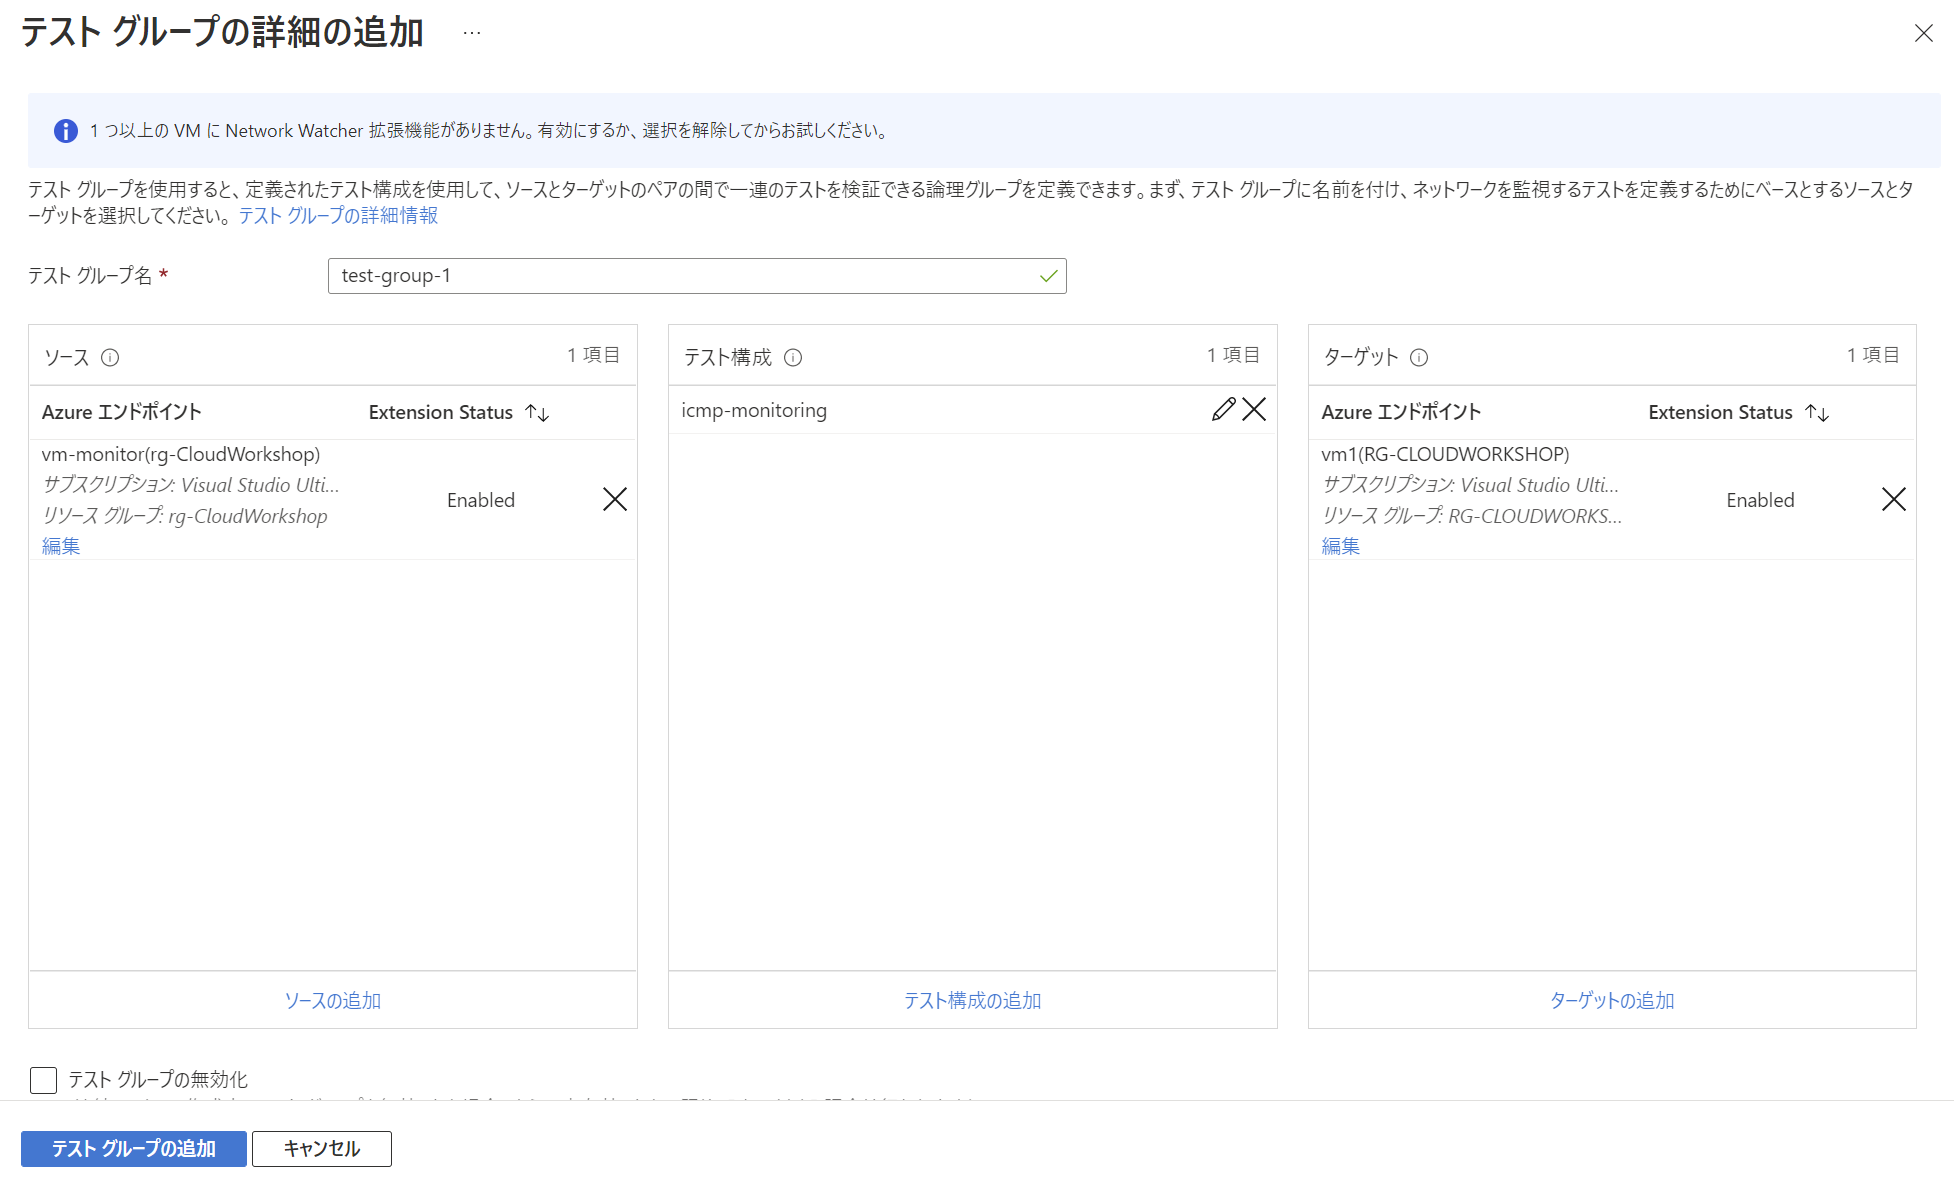 テスト グループの詳細の追加 …
1 つ以上の VM に Network Watcher 拡張機能がありません。有効にするか、選択を解除してからお試しください。
テスト グループを使用すると、定義されたテスト構成を使用して、ソースとターゲットのペアの間で一連のテストを検証できる論理グループを定義できます。まず、テスト グループに名前を付け、ネットワークを監視するテストを定義するためにベースとするソースとタ
ーゲットを選択してください。 テスト グループの詳細情報
テスト グループ名 *
test-group-1
ソース
1 項目
Azure エンドポイント
Extension Status
vm-monitor(rg-CloudWorkshop)
サブスクリプション: Visual Studio Ulti...
リソース グループ: rg-CloudWorkshop
編集
Enabled
ソースの追加
テスト構成
1 項目
icmp-monitoring
テスト構成の追加
ターゲット
1 項目
Azure エンドポイント
Extension Status
vm1(RG-CLOUDWORKSHOP)
サブスクリプション: Visual Studio Ulti...
リソース グループ: RG-CLOUDWORKS...
編集
Enabled
ターゲットの追加
テスト グループの無効化
テスト グループの追加
キャンセル